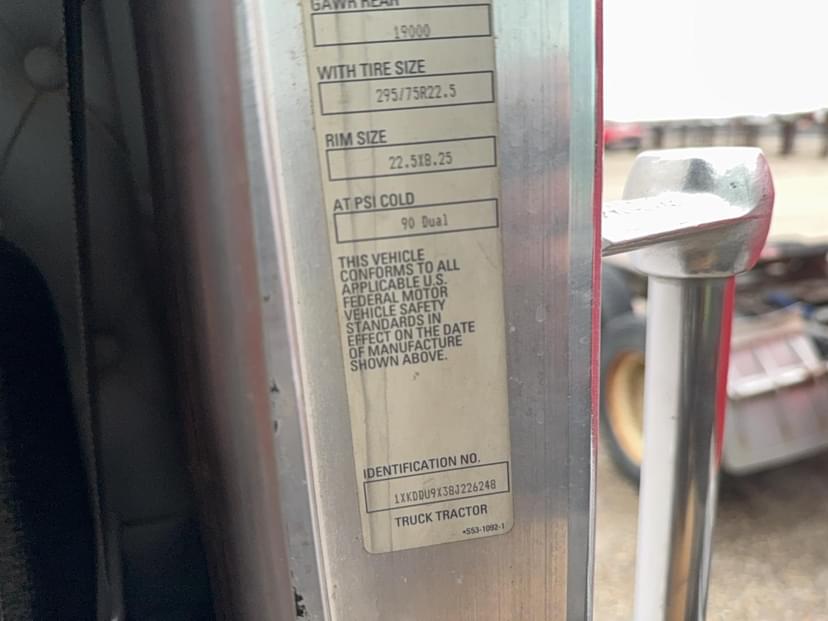 GAWR REAR
19000
WITH TIRE SIZE
295/75R22.5
RIM SIZE
22.5X8.25
AT PSI COLD
90 Dual
THIS VEHICLE
CONFORMS TO ALL
APPLICABLE U.S.
FEDERAL MOTOR
VEHICLE SAFETY
STANDARDS IN
EFFECT ON THE DATE
OF MANUFACTURE
SHOWN ABOVE.
IDENTIFICATION NO.
1XKDDU9X38J226248
TRUCK TRACTOR
•S53-1092-1